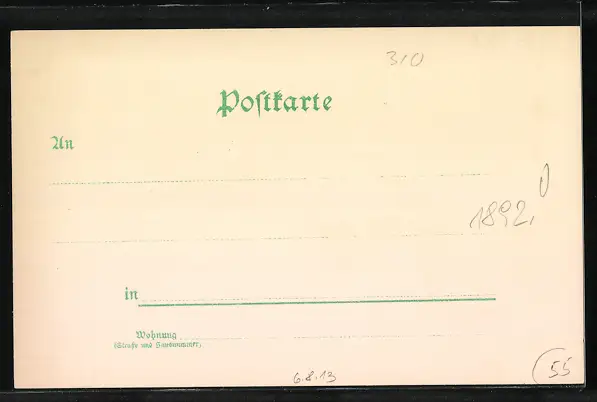 310
Poſtkarte
An
1892,
in
Wohnung
(Straße und Hausnummer).
6.8.13
55